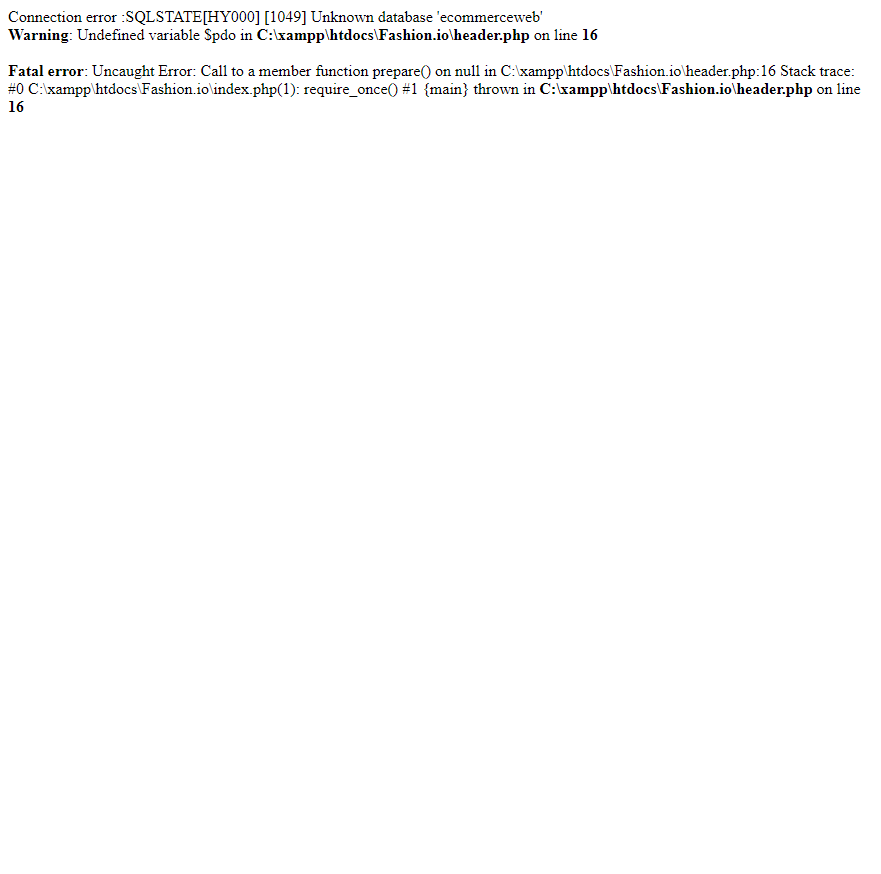 Connection error :SQLSTATE[HY000] [1049] Unknown database 'ecommerceweb'
Warning: Undefined variable $pdo in C:\xampp\htdocs\Fashion.io\header.php on line 16
Fatal error: Uncaught Error: Call to a member function prepare() on null in C:\xampp\htdocs\Fashion.io\header.php:16 Stack trace:
#0 C:\xampp\htdocs\Fashion.io\index.php(1): require_once() #1 {main} thrown in C:\xampp\htdocs\Fashion.io\header.php on line
16